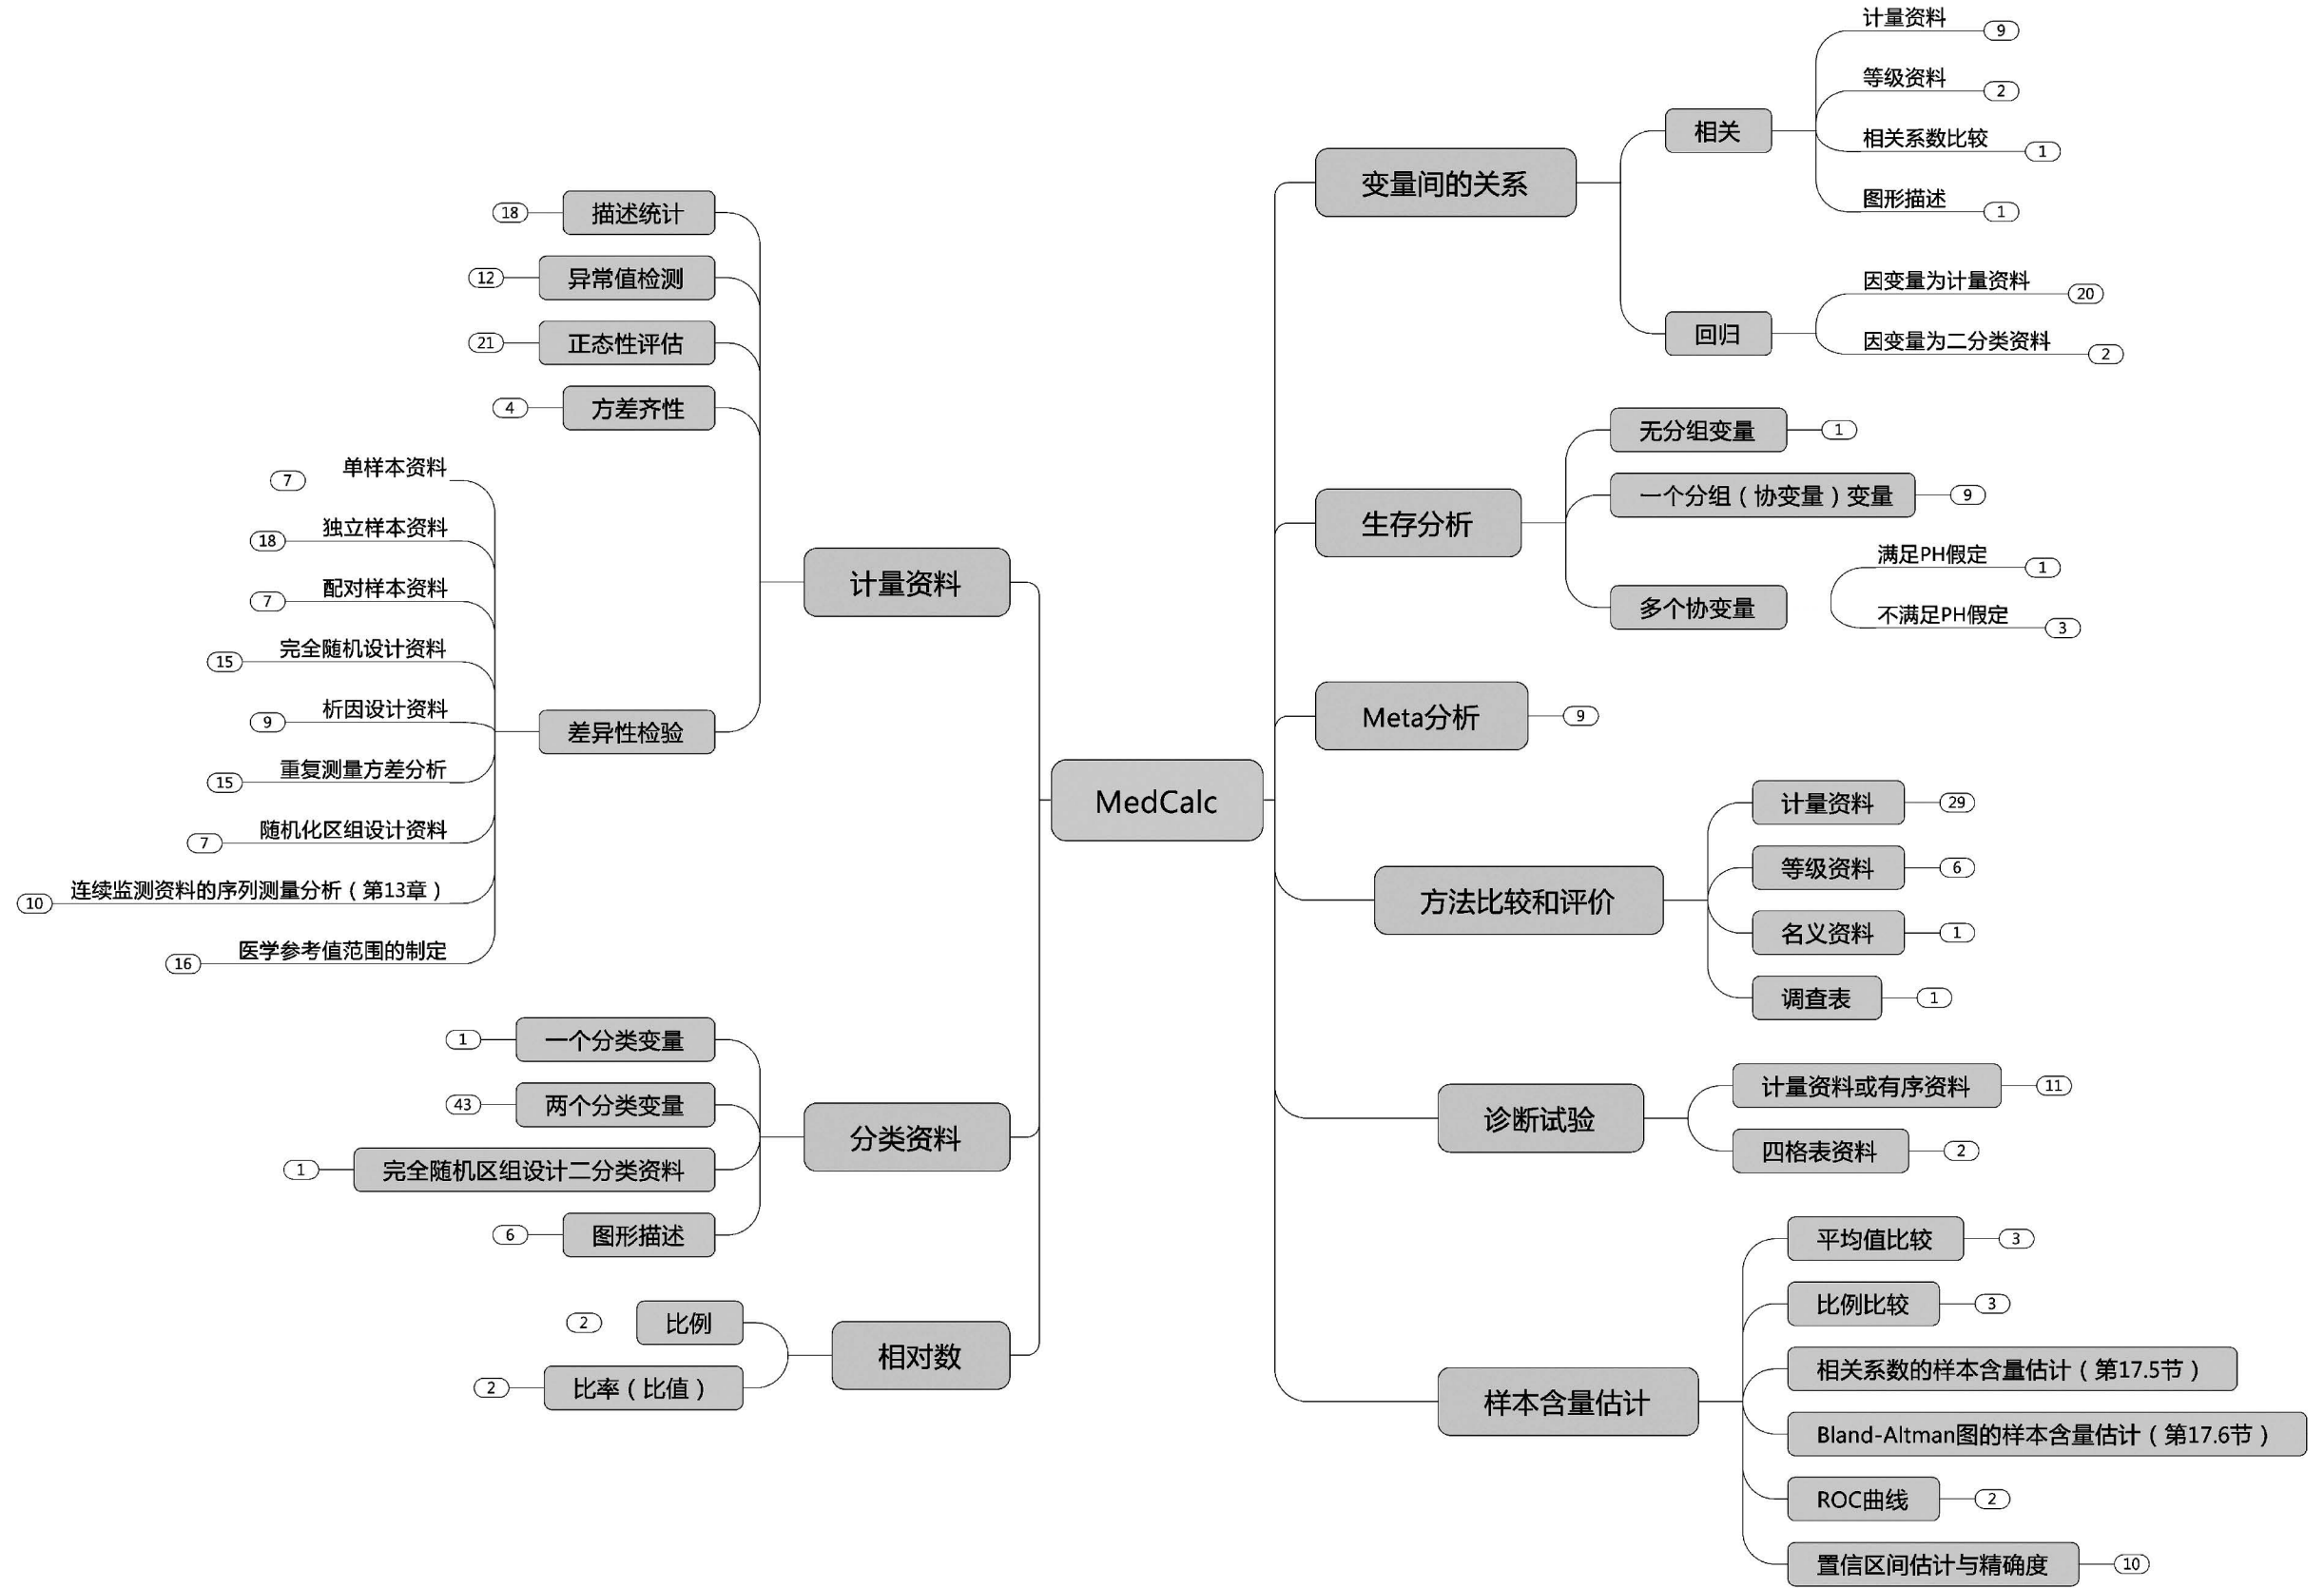 MedCalc
计量资料
描述统计
18
异常值检测
12
正态性评估
21
方差齐性
4
差异性检验
单样本资料
7
独立样本资料
18
配对样本资料
7
完全随机设计资料
15
析因设计资料
9
重复测量方差分析
15
随机化区组设计资料
7
连续监测资料的序列测量分析（第13章）
10
医学参考值范围的制定
16
分类资料
一个分类变量
1
两个分类变量
43
完全随机区组设计二分类资料
1
图形描述
6
相对数
比例
2
比率（比值）
2
变量间的关系
相关
计量资料
9
等级资料
2
相关系数比较
1
图形描述
1
回归
因变量为计量资料
20
因变量为二分类资料
2
生存分析
无分组变量
1
一个分组（协变量）变量
9
多个协变量
满足PH假定
1
不满足PH假定
3
Meta分析
9
方法比较和评价
计量资料
29
等级资料
6
名义资料
1
调查表
1
诊断试验
计量资料或有序资料
11
四格表资料
2
样本含量估计
平均值比较
3
比例比较
3
相关系数的样本含量估计（第17.5节）
Bland-Altman图的样本含量估计（第17.6节）
ROC曲线
2
置信区间估计与精确度
10